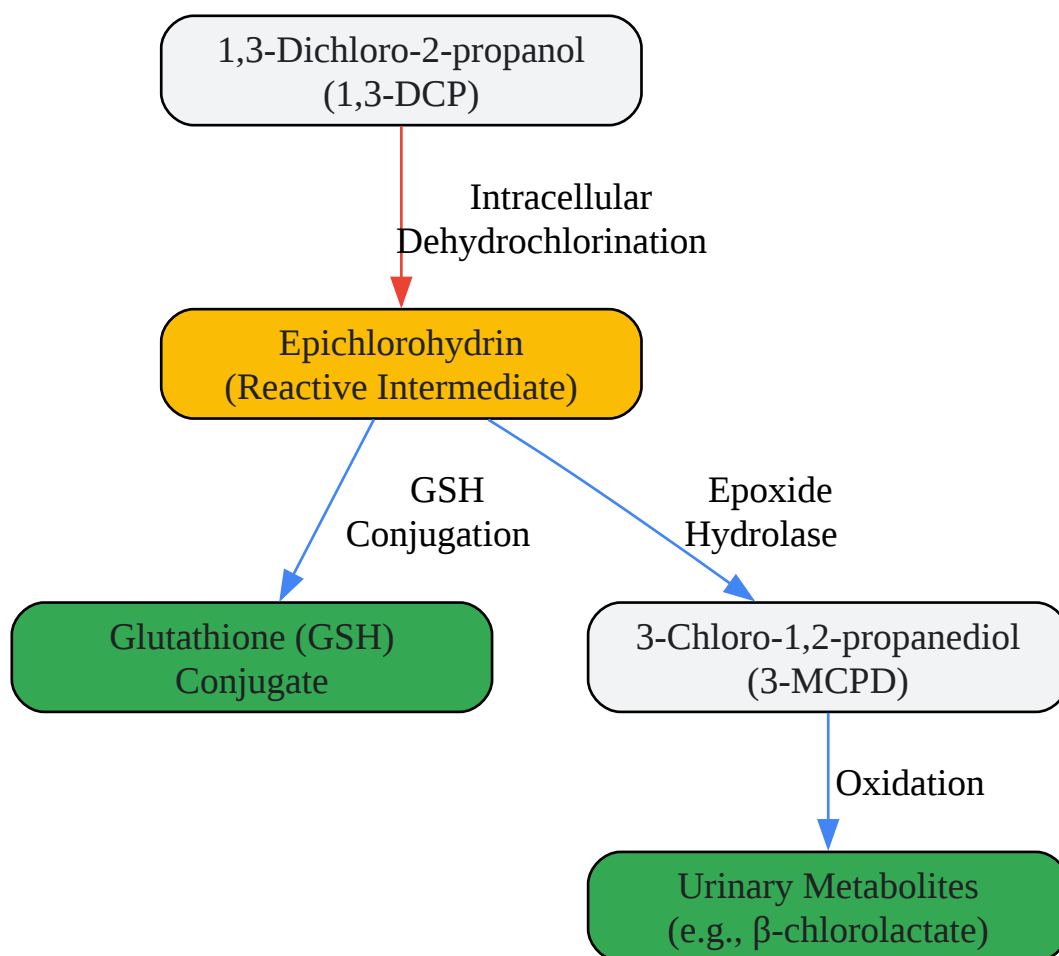 1,3-Dichloro-2-propanol
(1,3-DCP)
Intracellular
Dehydrochlorination
Epichlorohydrin
(Reactive Intermediate)
GSH
Conjugation
Epoxide
Hydrolase
Glutathione (GSH)
Conjugate
3-Chloro-1,2-propanediol
(3-MCPD)
Oxidation
Urinary Metabolites
(e.g., β-chlorolactate)